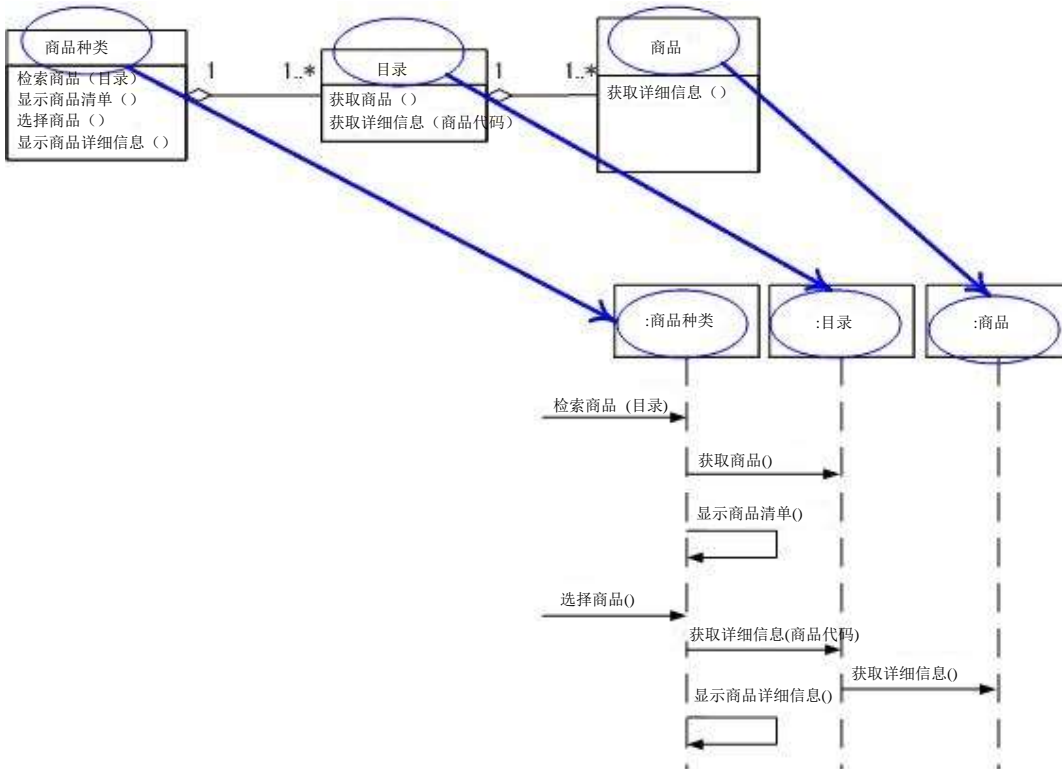 商品种类
检索商品（目录）
显示商品清单（）
选择商品（）
显示商品详细信息（）
1
1..*
目录
获取商品（）
获取详细信息（商品代码）
1
1..*
商品
获取详细信息（）
:商品种类
:目录
:商品
检索商品 (目录)
获取商品()
显示商品清单()
选择商品()
获取详细信息(商品代码)
获取详细信息()
显示商品详细信息()